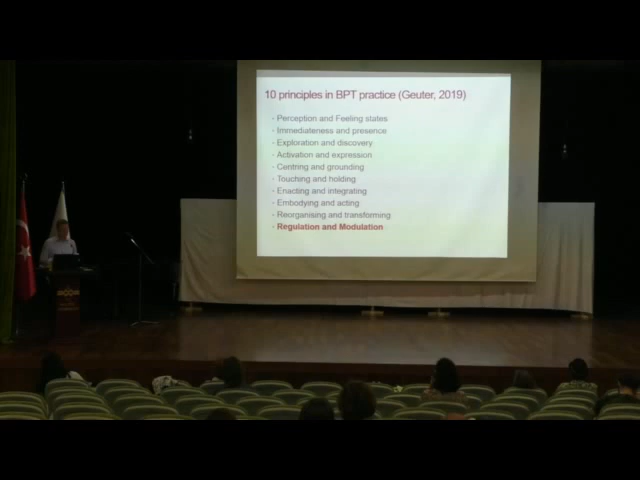 10 principles in BPT practice (Geuter, 2019)
- Perception and Feeling states
- Immediateness and presence
- Exploration and discovery
- Activation and expression
- Centring and grounding
- Touching and holding
- Enacting and integrating
- Embodying and acting
- Reorganising and transforming
- Regulation and Modulation